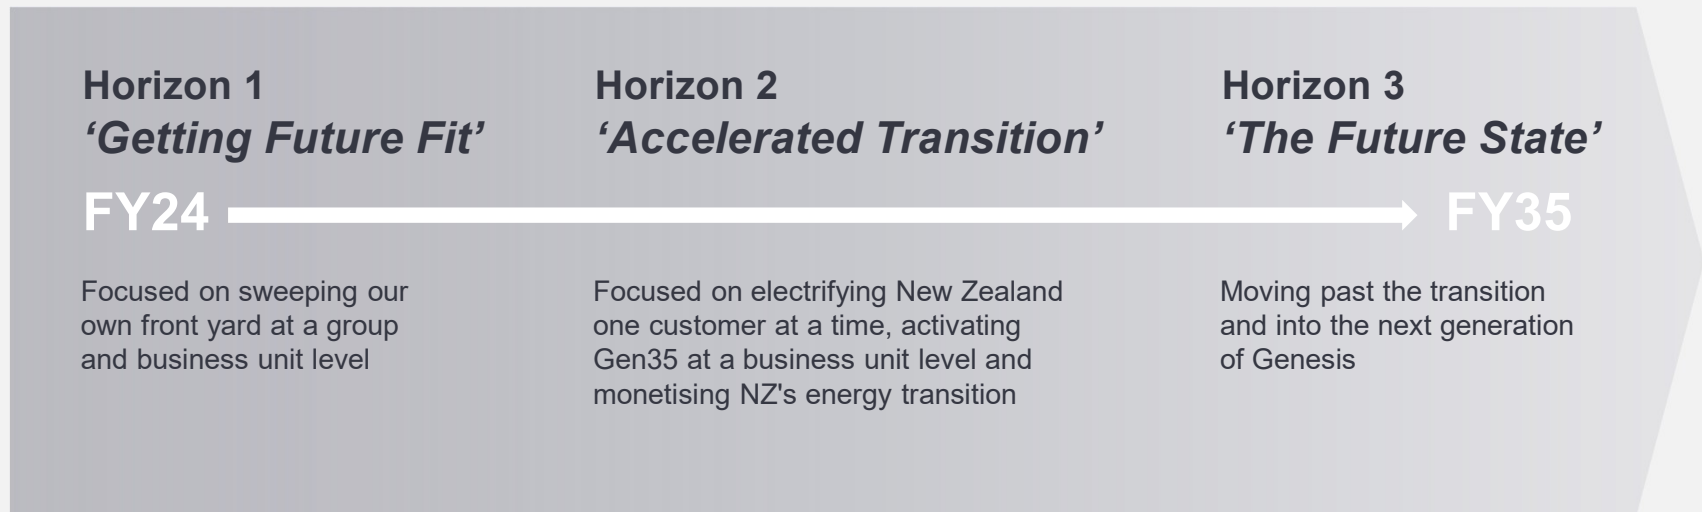 Horizon 1
‘Getting Future Fit’
Horizon 2
‘Accelerated Transition’
Horizon 3
‘The Future State’
FY24
FY35
Focused on sweeping our
own front yard at a group
and business unit level
Focused on electrifying New Zealand
one customer at a time, activating
Gen35 at a business unit level and
monetising NZ's energy transition
Moving past the transition
and into the next generation
of Genesis